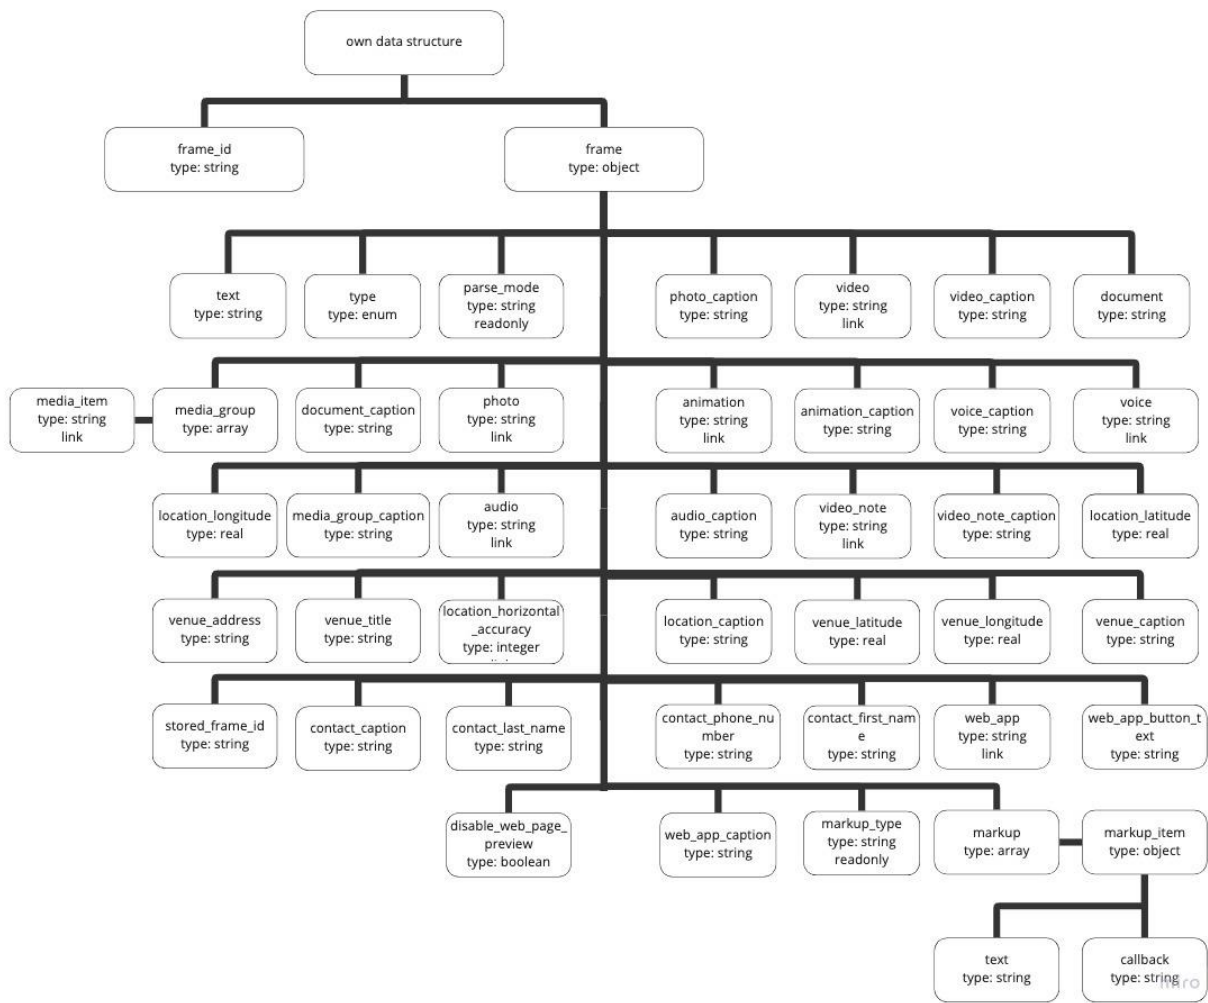 own data structure
frame_id
type: string
frame
type: object
text
type: string
type
type: enum
parse_mode
type: string
readonly
photo_caption
type: string
video
type: string
link
video_caption
type: string
document
type: string
media_item
type: string
link
media_group
type: array
document_caption
type: string
photo
type: string
link
animation
type: string
link
animation_caption
type: string
voice_caption
type: string
voice
type: string
link
location_longitude
type: real
media_group_caption
type: string
audio
type: string
link
audio_caption
type: string
video_note
type: string
link
video_note_caption
type: string
location_latitude
type: real
venue_address
type: string
venue_title
type: string
location_horizontal
_accuracy
type: integer
location_caption
type: string
venue_latitude
type: real
venue_longitude
type: real
venue_caption
type: string
stored_frame_id
type: string
contact_caption
type: string
contact_last_name
type: string
contact_phone_nu
mber
type: string
contact_first_nam
e
type: string
web_app
type: string
link
web_app_button_t
ext
type: string
disable_web_page_
preview
type: boolean
web_app_caption
type: string
markup_type
type: string
readonly
markup
type: array
markup_item
type: object
text
type: string
callback
type: string
miro